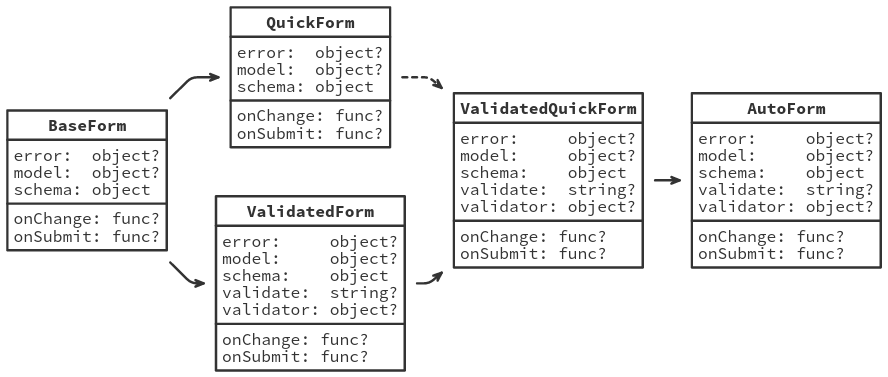 BaseForm
error:  object?
model:  object?
schema: object
onChange: func?
onSubmit: func?
QuickForm
error:  object?
model:  object?
schema: object
onChange: func?
onSubmit: func?
ValidatedForm
error:     object?
model:     object?
schema:    object
validate:  string?
validator: object?
onChange: func?
onSubmit: func?
ValidatedQuickForm
error:     object?
model:     object?
schema:    object
validate:  string?
validator: object?
onChange: func?
onSubmit: func?
AutoForm
error:     object?
model:     object?
schema:    object
validate:  string?
validator: object?
onChange: func?
onSubmit: func?